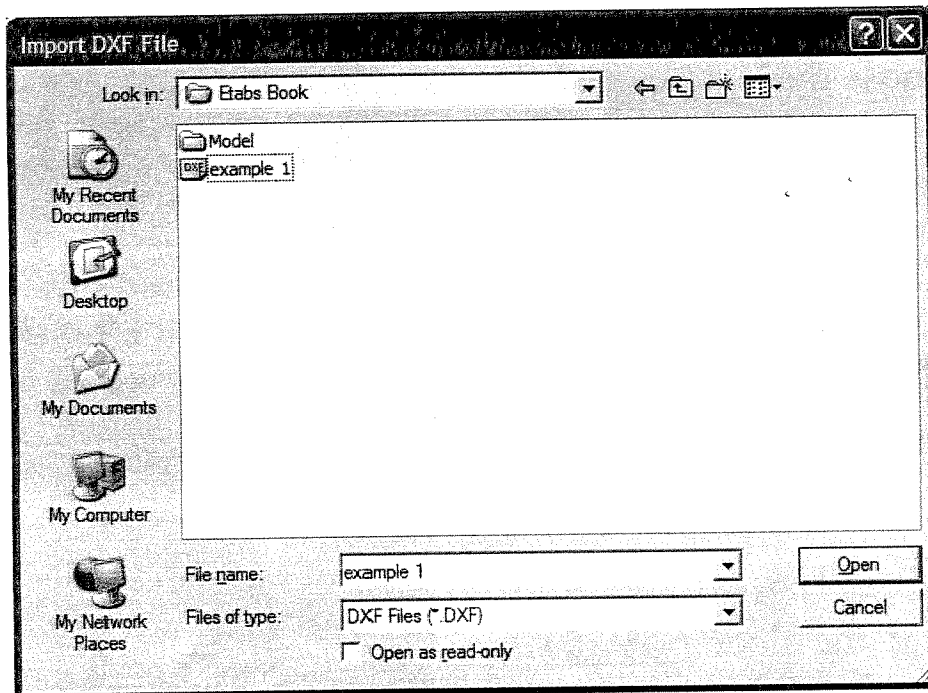 Import DXF File
Look in:
Etabs Book
Model
DXF
example 1
My Recent
Documents
Desktop
My Documents
My Computer
My Network
Places
File name:
example 1
Open
Files of type:
DXF Files (*.DXF)
Cancel
Open as read-only